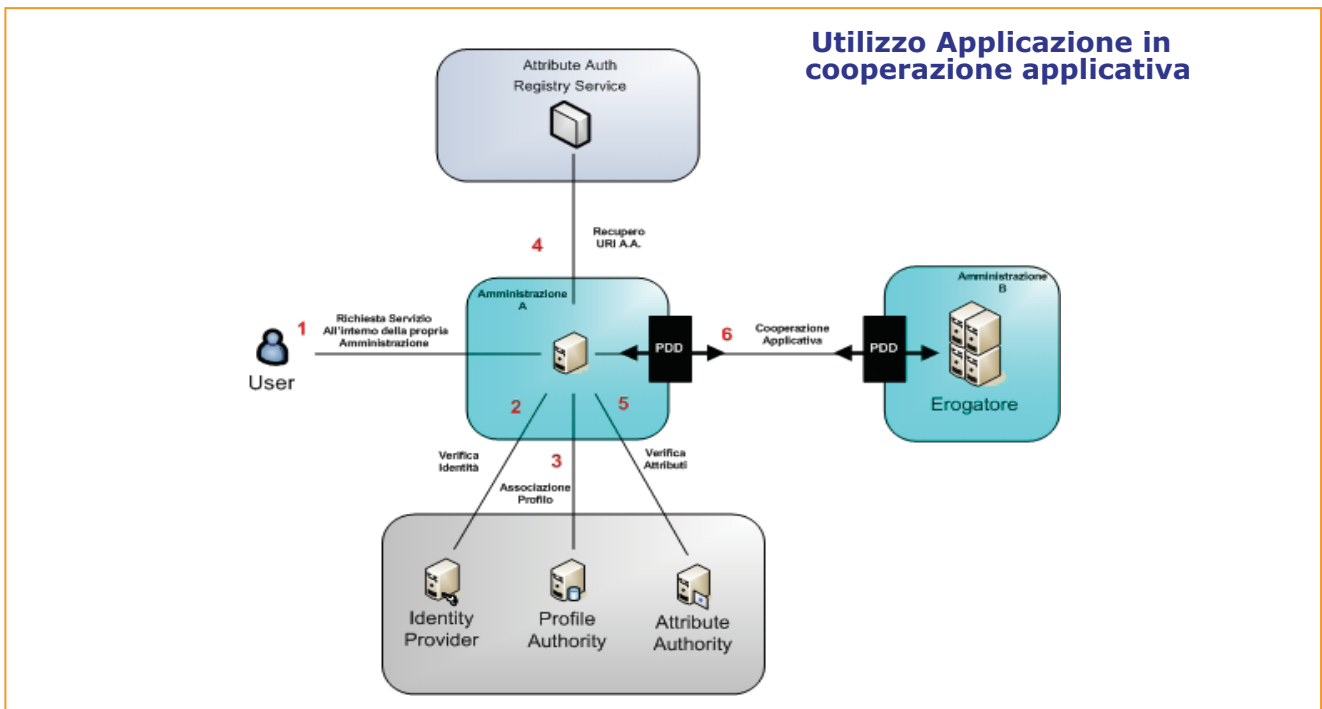 Utilizzo Applicazione in
cooperazione applicativa
Attribute Auth
Registry Service
4
Recupero
URI A.A.
Amministrazione
A
Amministrazione
B
1
Richiesta Servizio
All'interno della propria
Amministrazione
User
PDD
6
Cooperazione
Applicativa
PDD
Erogatore
2
5
Verifica
Identità
3
Verifica
Attributi
Associazione
Profilo
Identity
Provider
Profile
Authority
Attribute
Authority